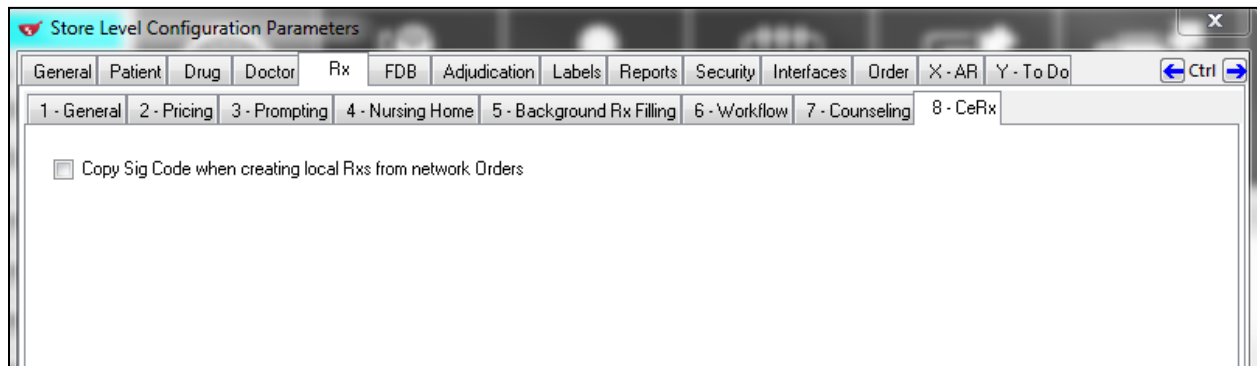 Store Level Configuration Parameters X
General Patient Drug Doctor Rx FDB Adjudication Labels Reports Security Interfaces Order X - AR Y - To Do Ctrl
1 - General 2 - Pricing 3 - Prompting 4 - Nursing Home 5 - Background Rx Filling 6 - Workflow 7 - Counseling 8 - CeRx
Copy Sig Code when creating local Rxs from network Orders